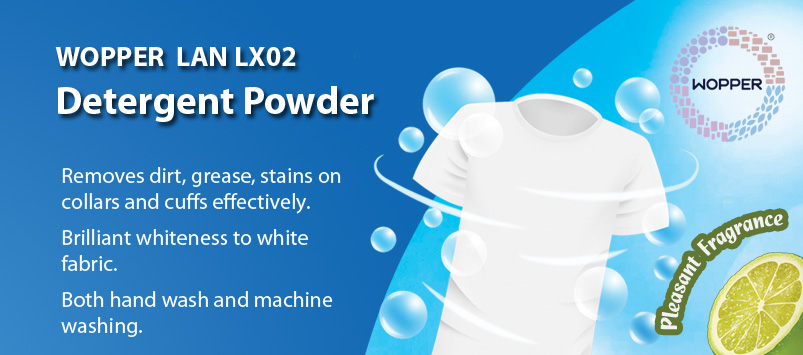 WOPPER LAN LX02
Detergent Powder
Removes dirt, grease, stains on
collars and cuffs effectively.
Brilliant whiteness to white
fabric.
Both hand wash and machine
washing.
WOPPER
®
Pleasant Fragrance